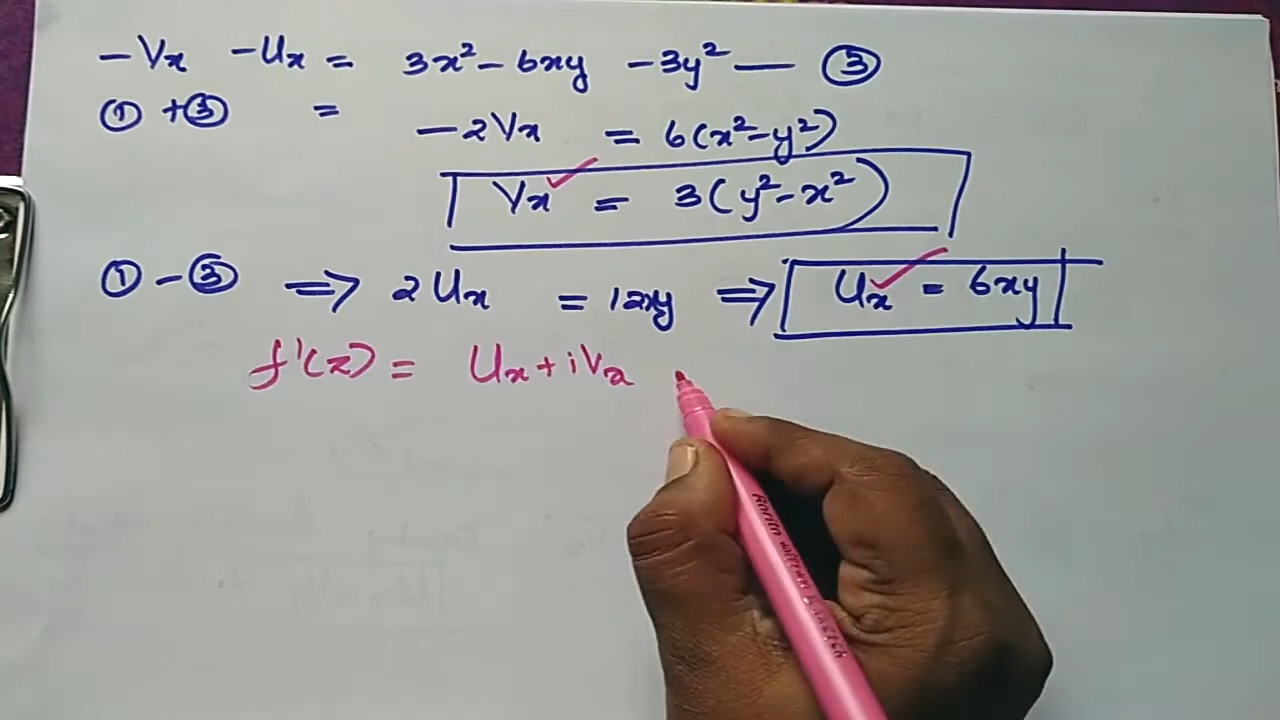 -Vx -Ux = 3x² - 6xy - 3y² — ③
① + ③ = -2Vx = 6(x² - y²)
Vx = 3(y² - x²)
① - ③ ⟹ 2Ux = 12xy ⟹ Ux = 6xy
f'(z) = Ux + iVx
Rorito